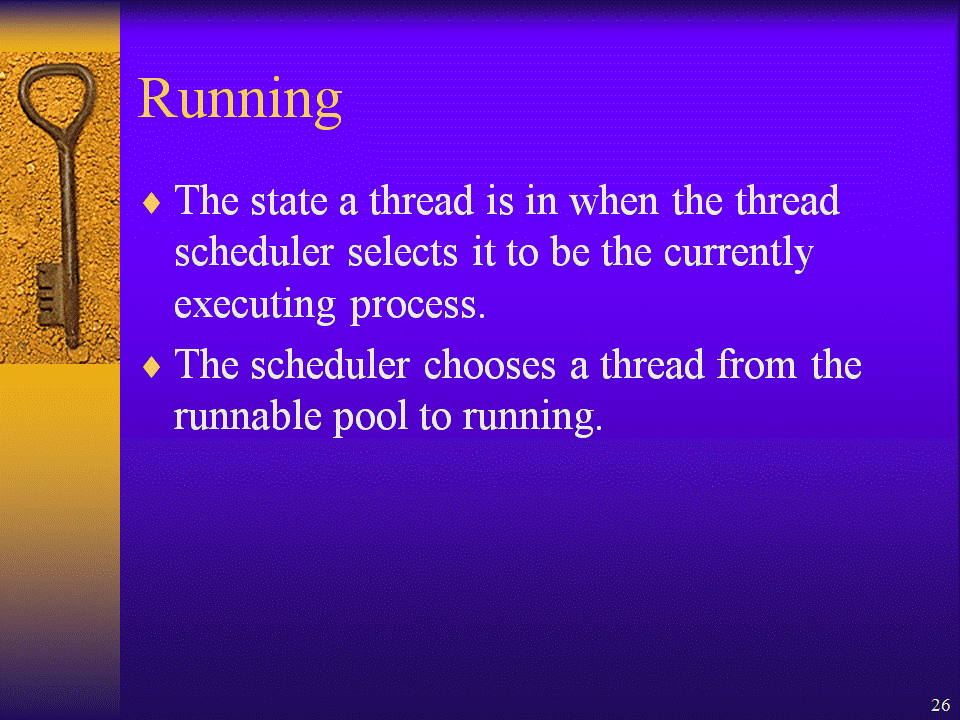 Running
♦ The state a thread is in when the thread
scheduler selects it to be the currently
executing process.
♦ The scheduler chooses a thread from the
runnable pool to running.
26